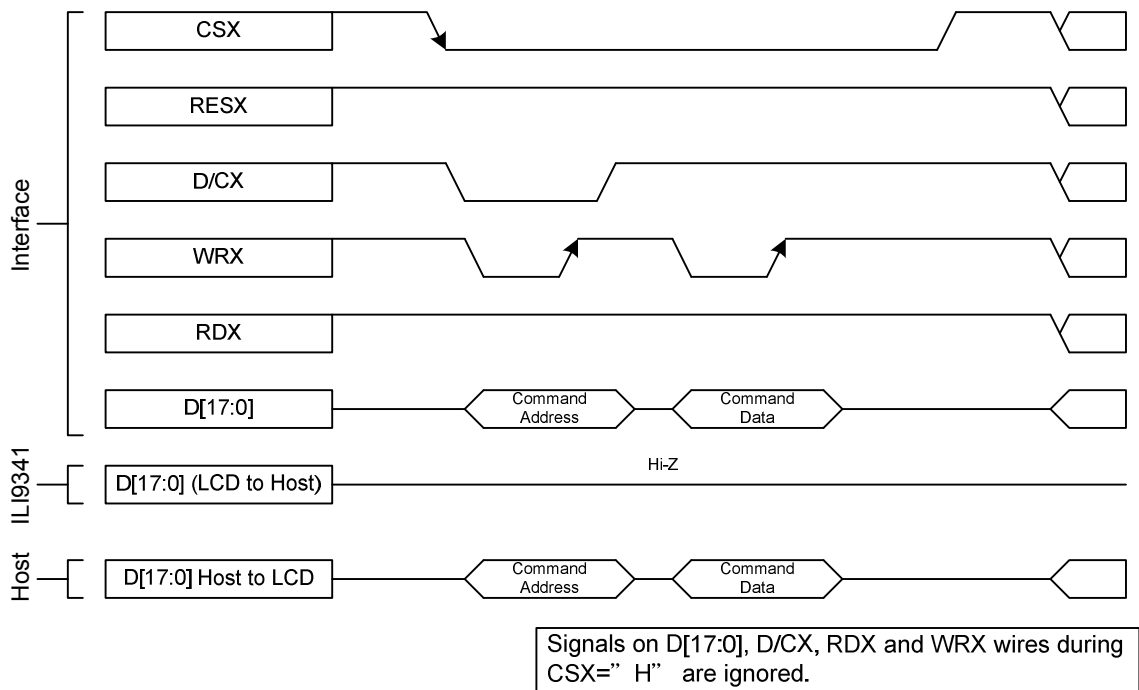 CSX
RESX
Interface
D/CX
WRX
RDX
D[17:0]
Command
Address
Command
Data
Hi-Z
ILI9341
D[17:0] (LCD to Host)
Host
D[17:0] Host to LCD
Command
Address
Command
Data
Signals on D[17:0], D/CX, RDX and WRX wires during
CSX=” H” are ignored.